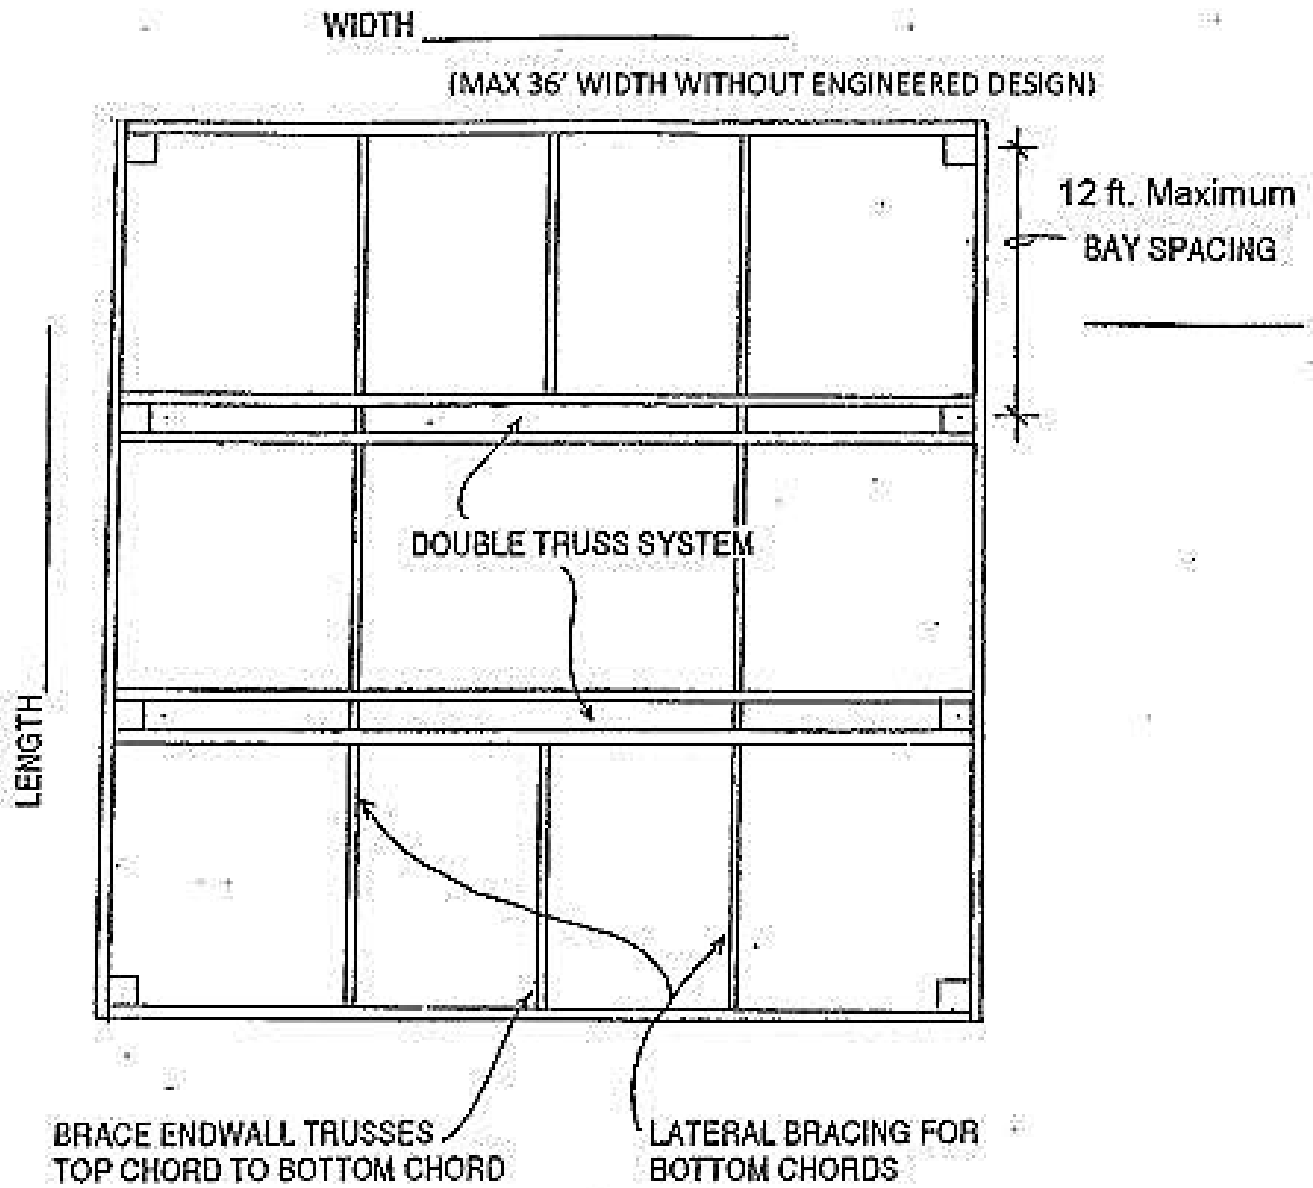 WIDTH
(MAX 36' WIDTH WITHOUT ENGINEERED DESIGN)
12 ft. Maximum
BAY SPACING
DOUBLE TRUSS SYSTEM
LENGTH
BRACE ENDWALL TRUSSES
TOP CHORD TO BOTTOM CHORD
LATERAL BRACING FOR
BOTTOM CHORDS